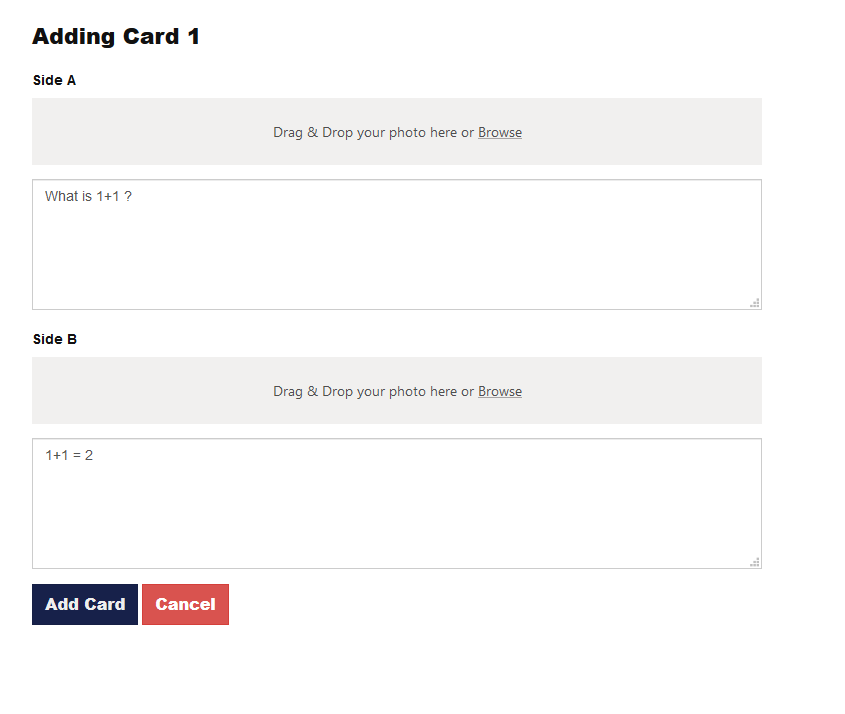 Adding Card 1
Side A
Drag & Drop your photo here or Browse
What is 1+1 ?
Side B
Drag & Drop your photo here or Browse
1+1 = 2
Add Card Cancel